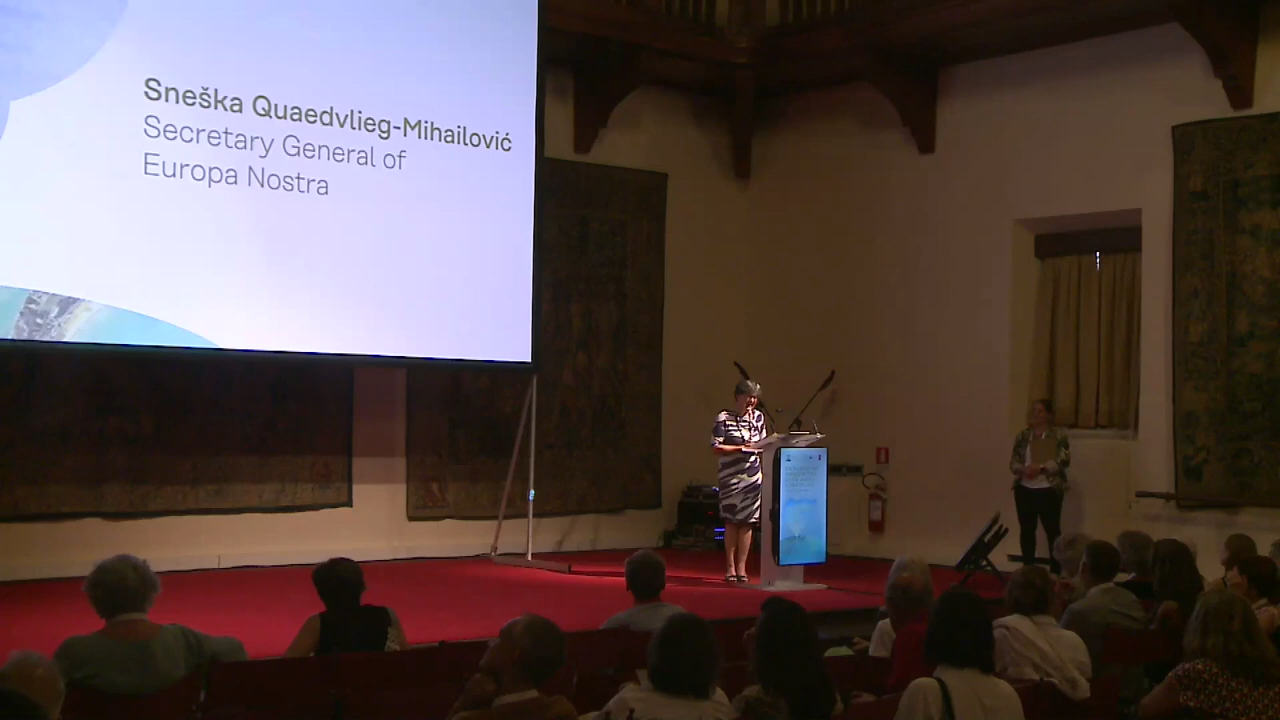 Sneška Quaedvlieg-Mihailović
Secretary General of
Europa Nostra